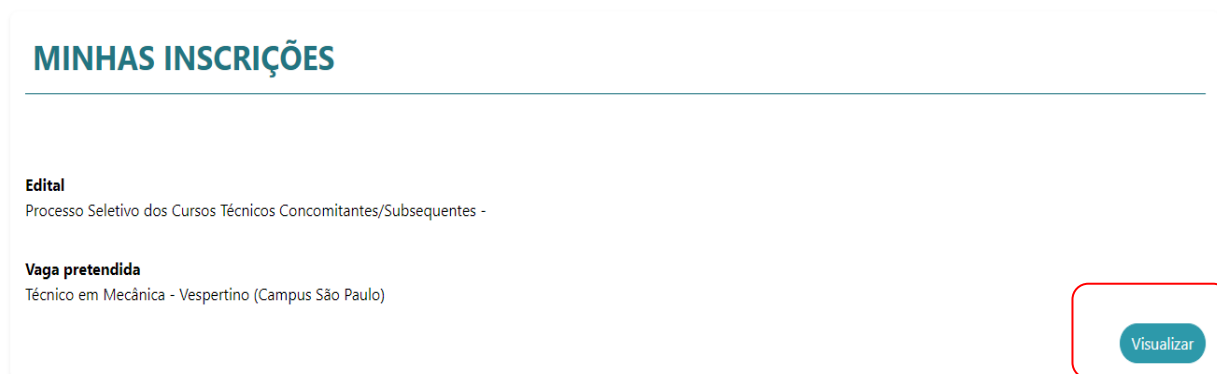 MINHAS INSCRIÇÕES
Edital
Processo Seletivo dos Cursos Técnicos Concomitantes/Subsequentes -
Vaga pretendida
Técnico em Mecânica - Vespertino (Campus São Paulo)
Visualizar